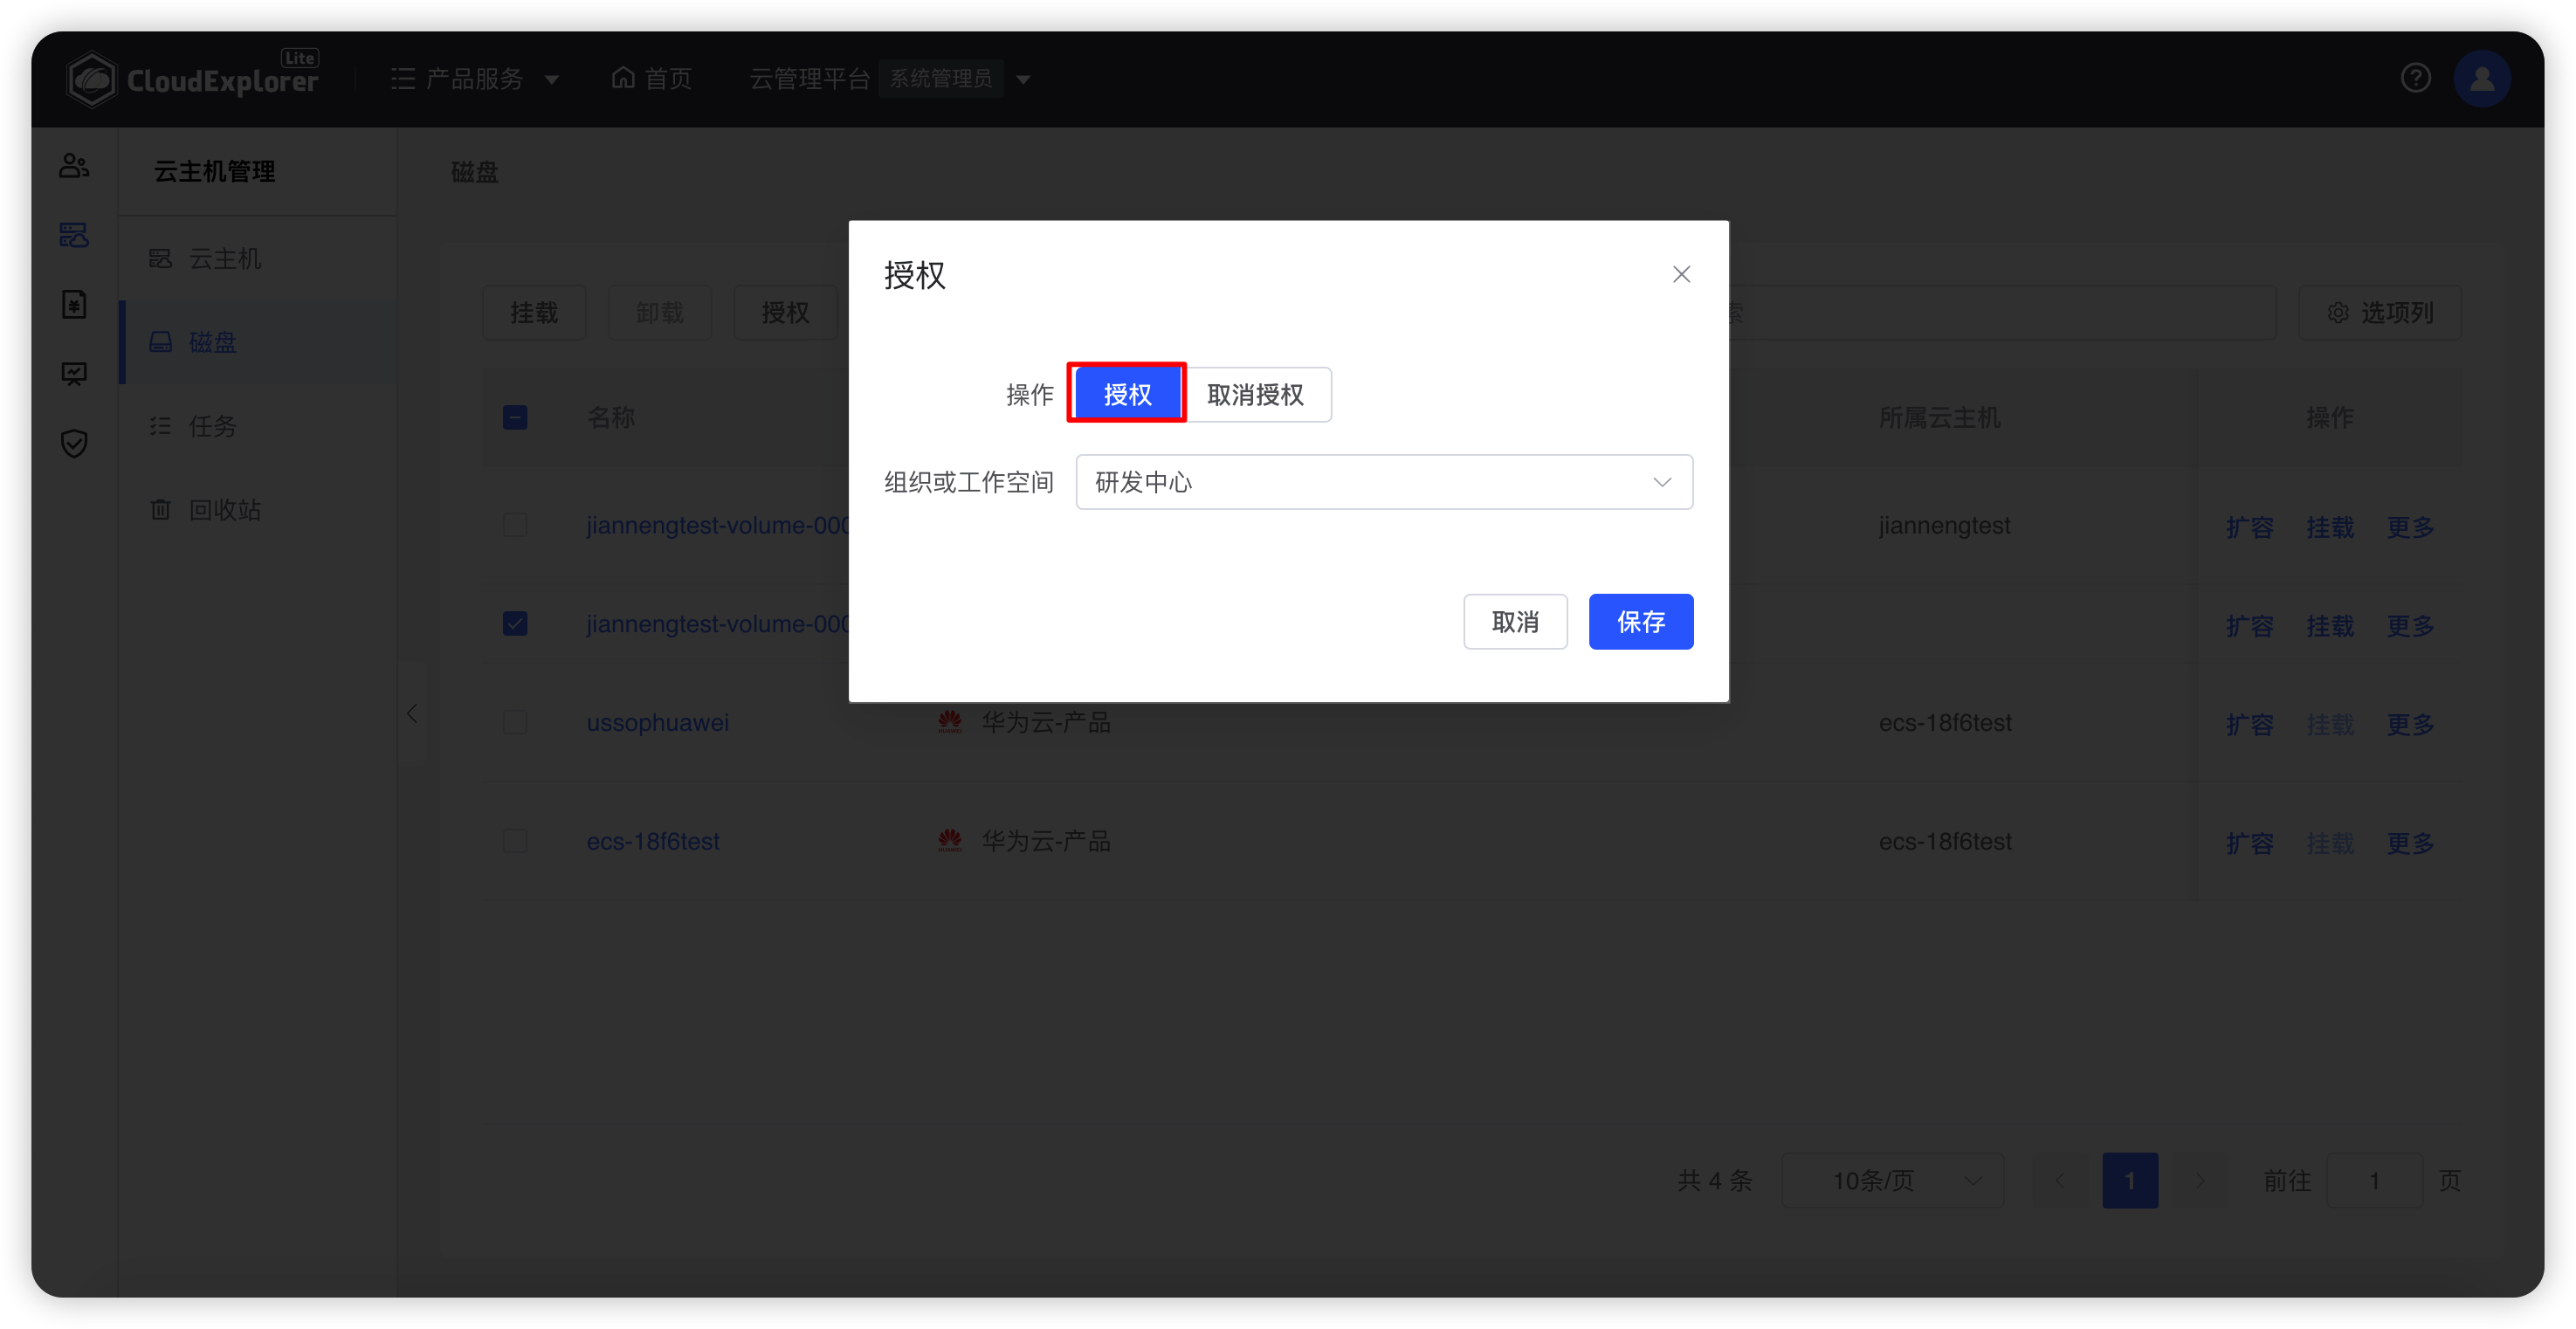 CloudExplorer Lite
产品服务
首页
云管理平台 系统管理员
云主机管理
云主机
磁盘
任务
回收站
磁盘
挂载 卸载 授权 索 选项列
名称 所属云主机 操作
jiannengtest-volume-000 jiannengtest 扩容 挂载 更多
jiannengtest-volume-000 扩容 挂载 更多
ussophuawei HUAWEI 华为云-产品 ecs-18f6test 扩容 挂载 更多
ecs-18f6test HUAWEI 华为云-产品 ecs-18f6test 扩容 挂载 更多
共 4 条 10条/页 1 前往 1 页
授权
操作 授权 取消授权
组织或工作空间 研发中心
取消 保存